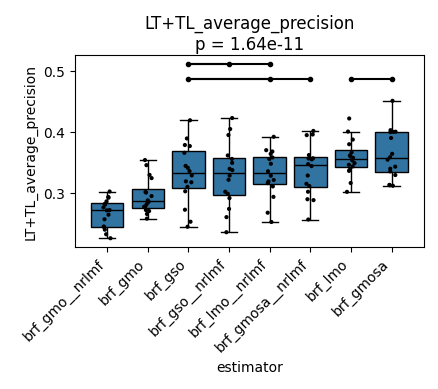 LT+TL_average_precision
p = 1.64e-11
LT+TL_average_precision
0.5
0.4
0.3
brf_gmo__nrlmf
brf_gmo
brf_gso
brf_gso__nrlmf
brf_lmo__nrlmf
brf_gmosa__nrlmf
brf_lmo
brf_gmosa
estimator